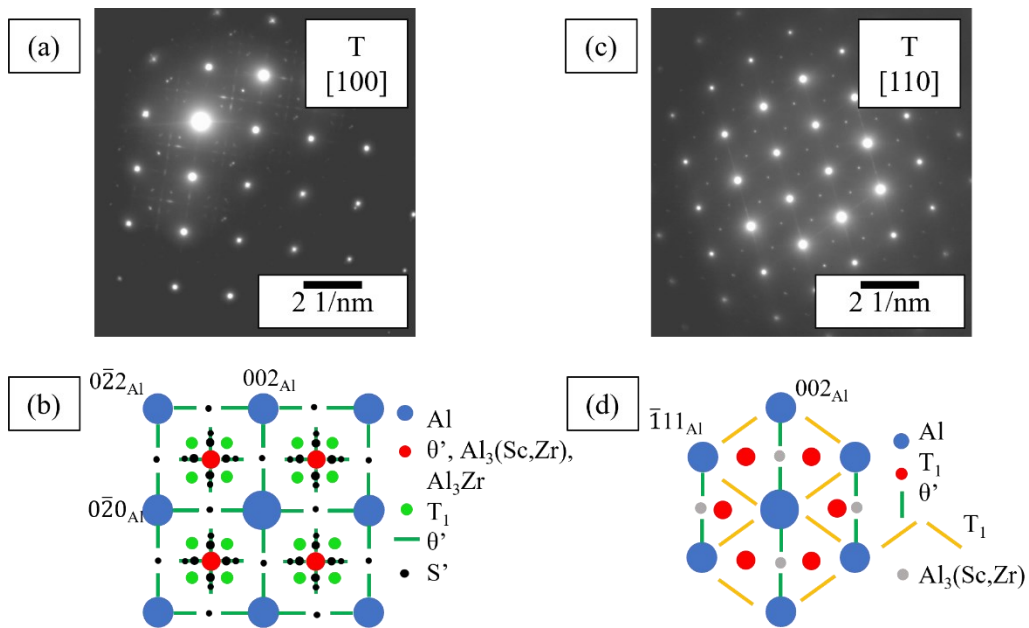 (a)
T
[100]
2 1/nm
(c)
T
[110]
2 1/nm
(b)
02̅2Al
002Al
02̅0Al
Al
θ’, Al3(Sc,Zr),
Al3Zr
T1
θ’
S’
(d)
002Al
1̅11Al
Al
T1
θ’
T1
Al3(Sc,Zr)